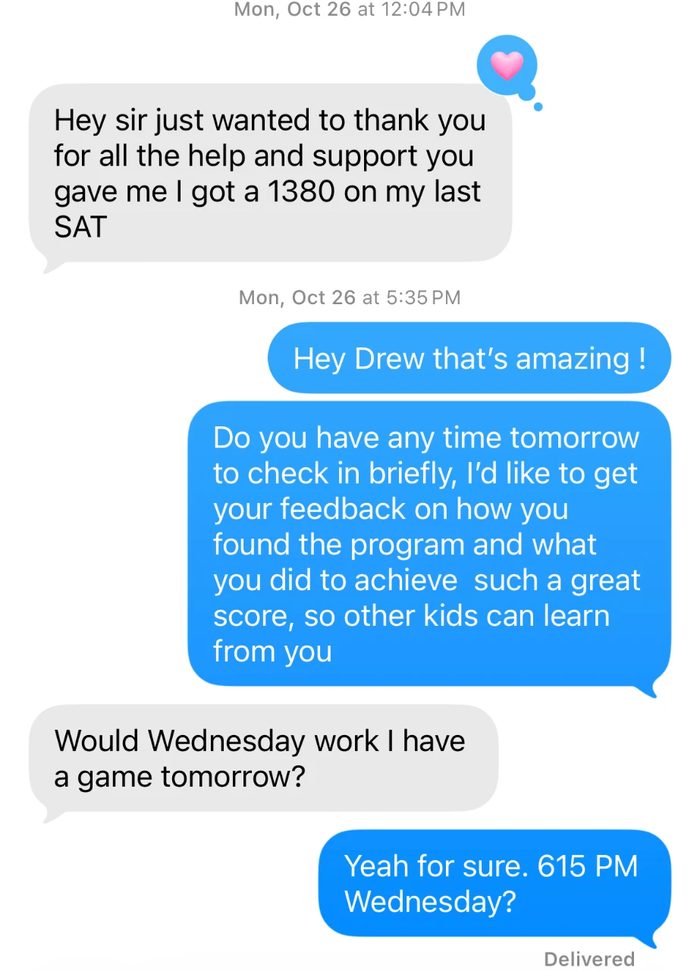 Mon, Oct 26 at 12:04 PM
Hey sir just wanted to thank you
for all the help and support you
gave me I got a 1380 on my last
SAT
Mon, Oct 26 at 5:35 PM
Hey Drew that's amazing !
Do you have any time tomorrow
to check in briefly, I'd like to get
your feedback on how you
found the program and what
you did to achieve  such a great
score, so other kids can learn
from you
Would Wednesday work I have
a game tomorrow?
Yeah for sure. 615 PM
Wednesday?
Delivered